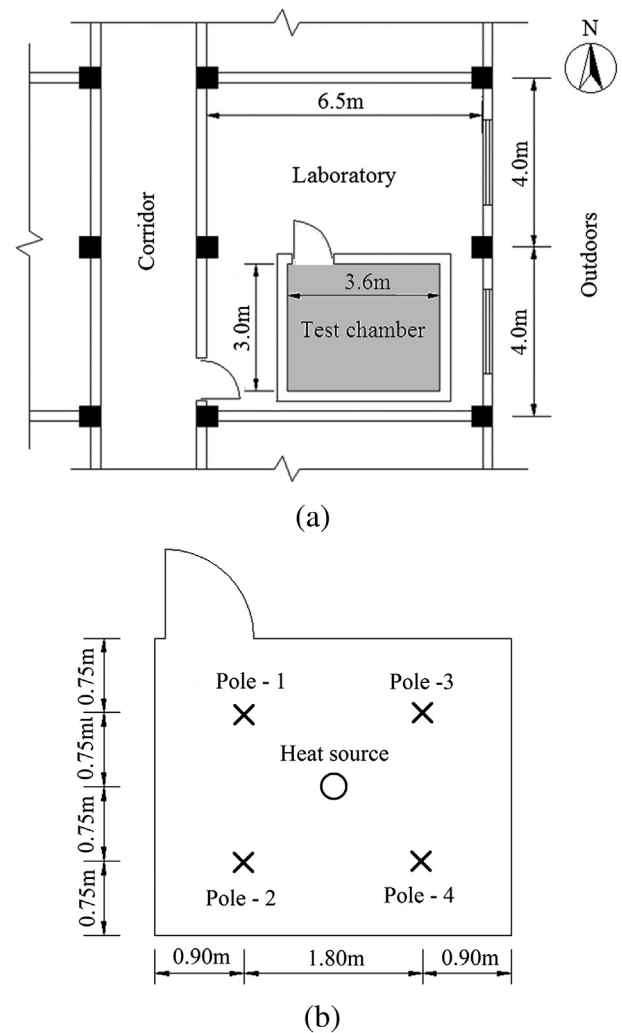 N
6.5m
Laboratory
4.0m
Corridor
Outdoors
3.6m
3.0m
Test chamber
4.0m
(a)
0.75m
Pole - 1
Pole -3
0.75mt
Heat source
0.75m
0.75m
Pole - 2
Pole - 4
0.90m
1.80m
0.90m
(b)